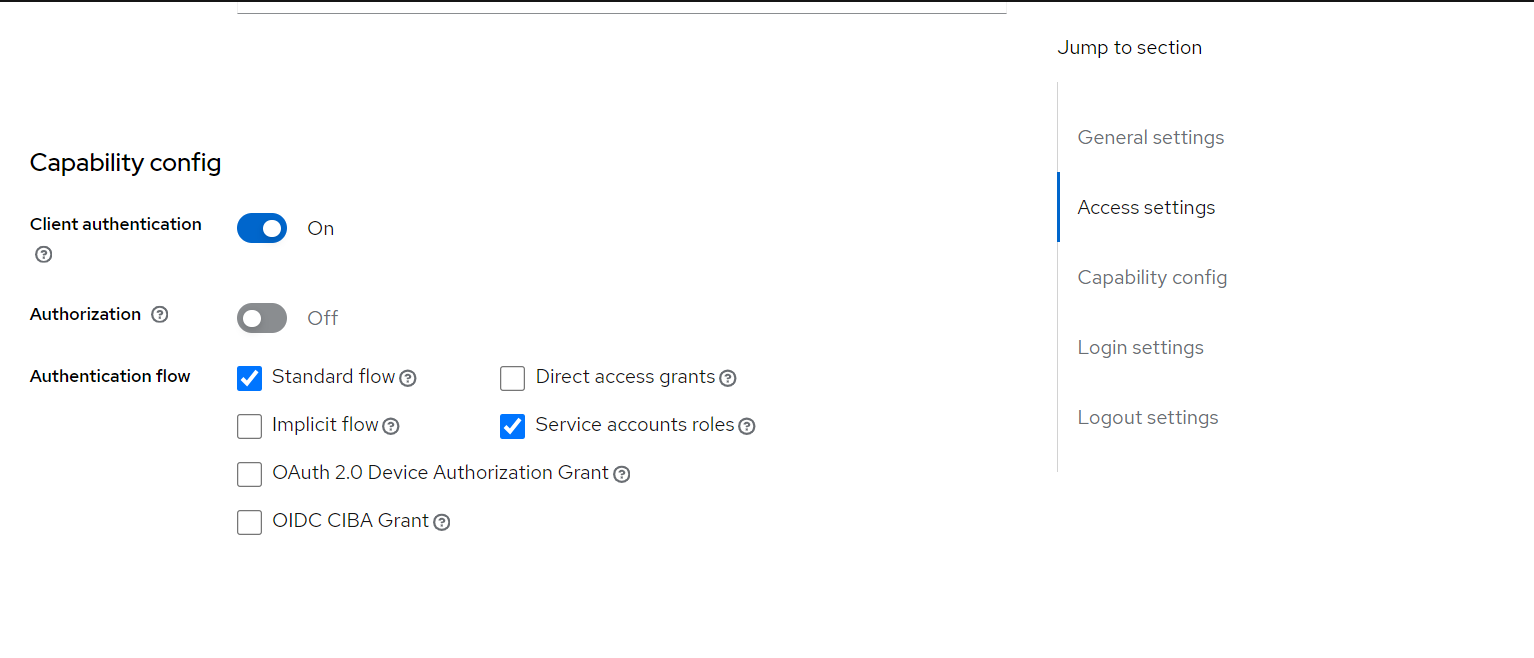 Jump to section
General settings
Access settings
Capability config
Login settings
Logout settings
Capability config
Client authentication
On
Authorization
Off
Authentication flow
Standard flow
Direct access grants
Implicit flow
Service accounts roles
OAuth 2.0 Device Authorization Grant
OIDC CIBA Grant